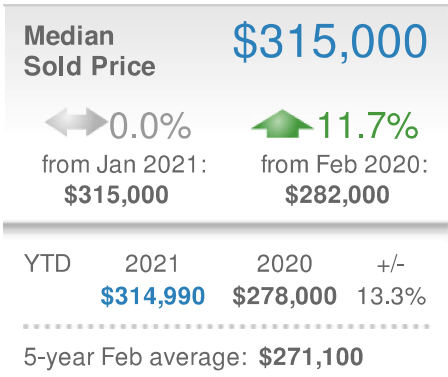 Median $315,000
Sold Price
0.0% 11.7%
from Jan 2021: from Feb 2020:
$315,000 $282,000
YTD 2021 2020 +/-
$314,990 $278,000 13.3%
5-year Feb average: $271,100